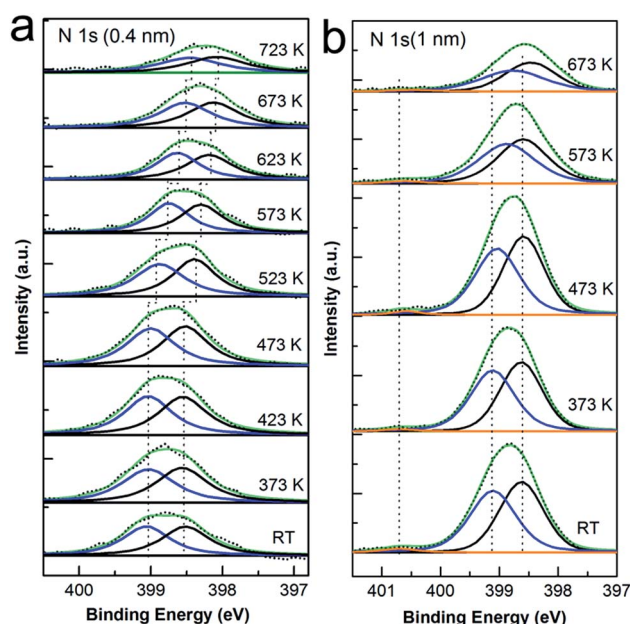 a
N 1s (0.4 nm)
723 K
673 K
623 K
573 K
523 K
473 K
423 K
373 K
RT
Intensity (a.u.)
400
399
398
397
Binding Energy (eV)
b
N 1s(1 nm)
673 K
573 K
473 K
373 K
RT
Intensity (a.u.)
401
400
399
398
397
Binding Energy (eV)